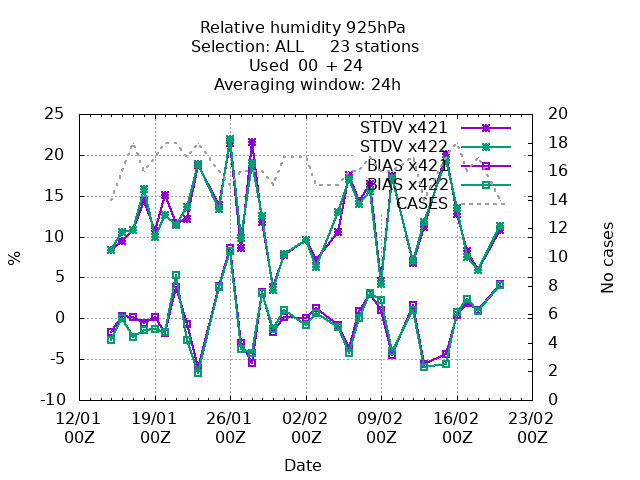 Relative humidity 925hPa
Selection: ALL     23 stations
Used  00  + 24
Averaging window: 24h
25 20
20 18
15 16
10 14
5 12
0 10
-5 8
-10 6
4
2
0
STDV x421
STDV x422
BIAS x421
BIAS x422
CASES
%
No cases
12/01 19/01 26/01 02/02 09/02 16/02 23/02
00Z 00Z 00Z 00Z 00Z 00Z 00Z
Date